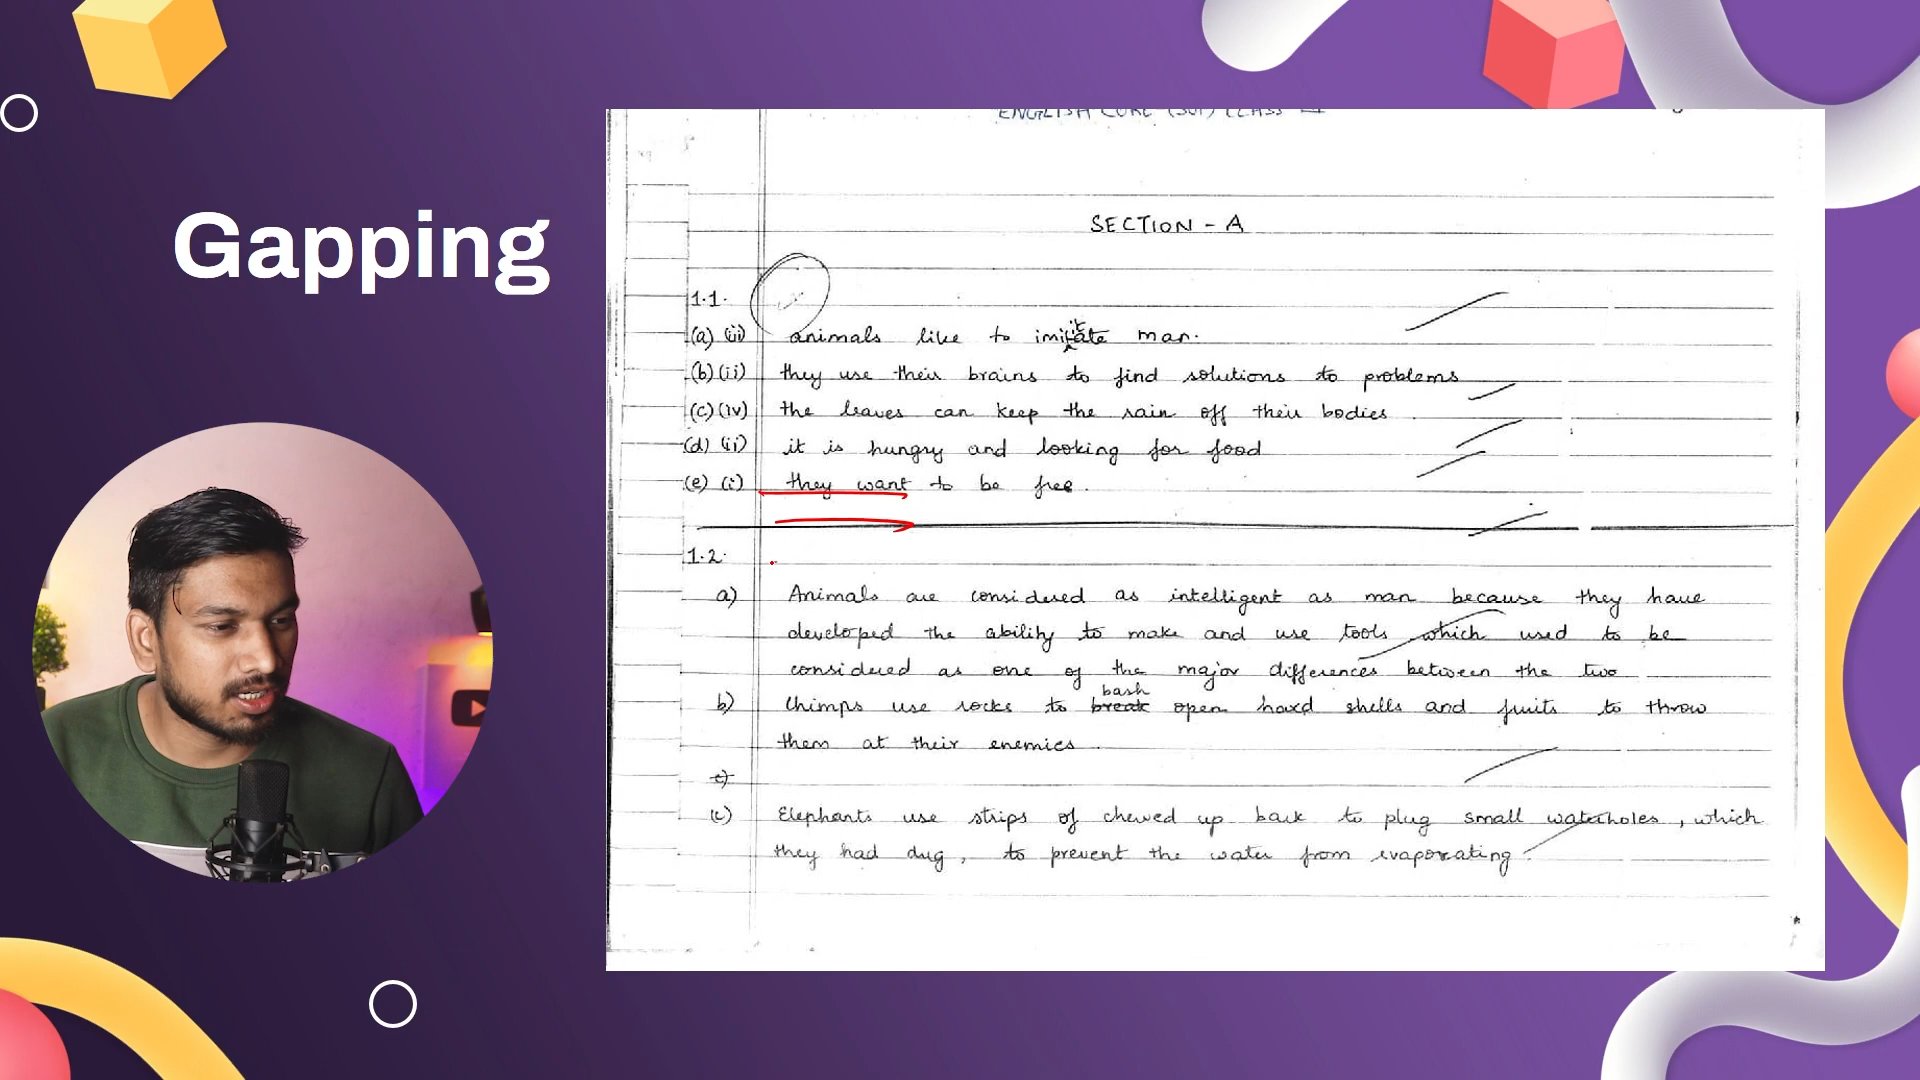 Gapping
ENGLISH CORE (301) CLASS XII
SECTION - A
1.1.
(a) (iii) animals like to imitate man.
(b) (ii) they use their brains to find solutions to problems
(c) (iv) the leaves can keep the rain off their bodies.
(d) (ii) it is hungry and looking for food
(e) (i) they want to be free.
1.2.
a) Animals are considered as intelligent as man because they have
developed the ability to make and use tools which used to be
considered as one of the major differences between the two
bash
b) Chimps use rocks to break open hard shells and fruits to throw
them at their enemies.
c)
(c) Elephants use strips of chewed up bark to plug small waterholes, which
they had dug, to prevent the water from evaporating.